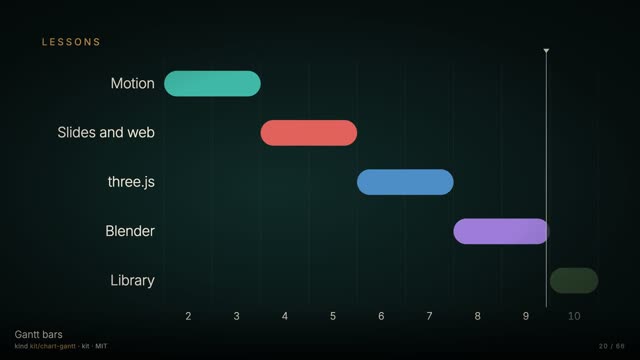 LESSONS
Motion
Slides and web
three.js
Blender
Library
2 3 4 5 6 7 8 9 10
Gantt bars
kind kit/chart-gantt · kit · MIT
20 / 66